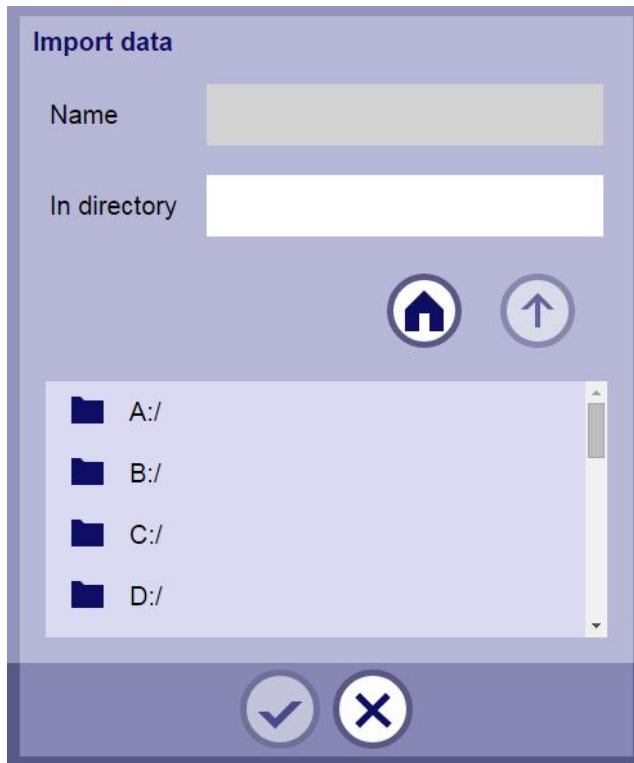 Import data
Name
In directory
A:/
B:/
C:/
D:/